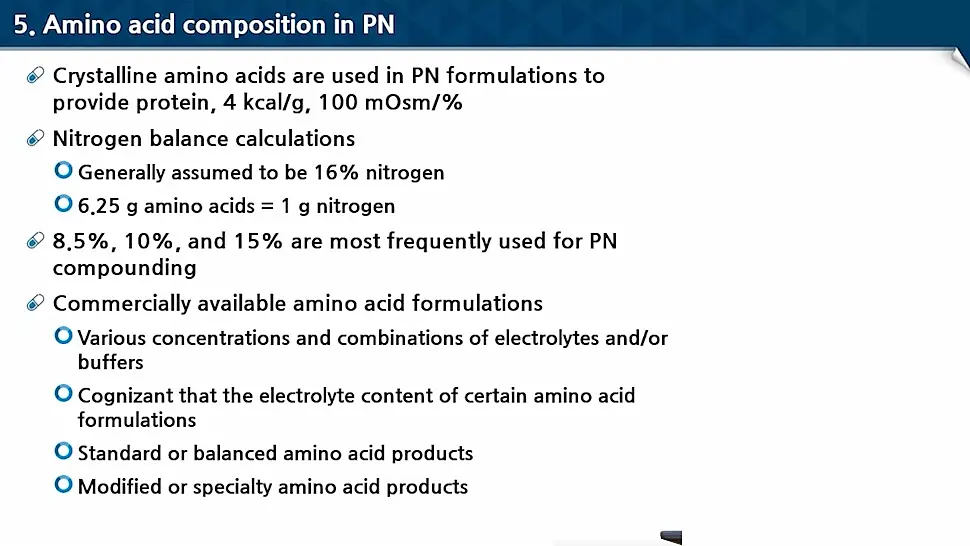 5. Amino acid composition in PN
Crystalline amino acids are used in PN formulations to
provide protein, 4 kcal/g, 100 mOsm/%
Nitrogen balance calculations
Generally assumed to be 16% nitrogen
6.25 g amino acids = 1 g nitrogen
8.5%, 10%, and 15% are most frequently used for PN
compounding
Commercially available amino acid formulations
Various concentrations and combinations of electrolytes and/or
buffers
Cognizant that the electrolyte content of certain amino acid
formulations
Standard or balanced amino acid products
Modified or specialty amino acid products